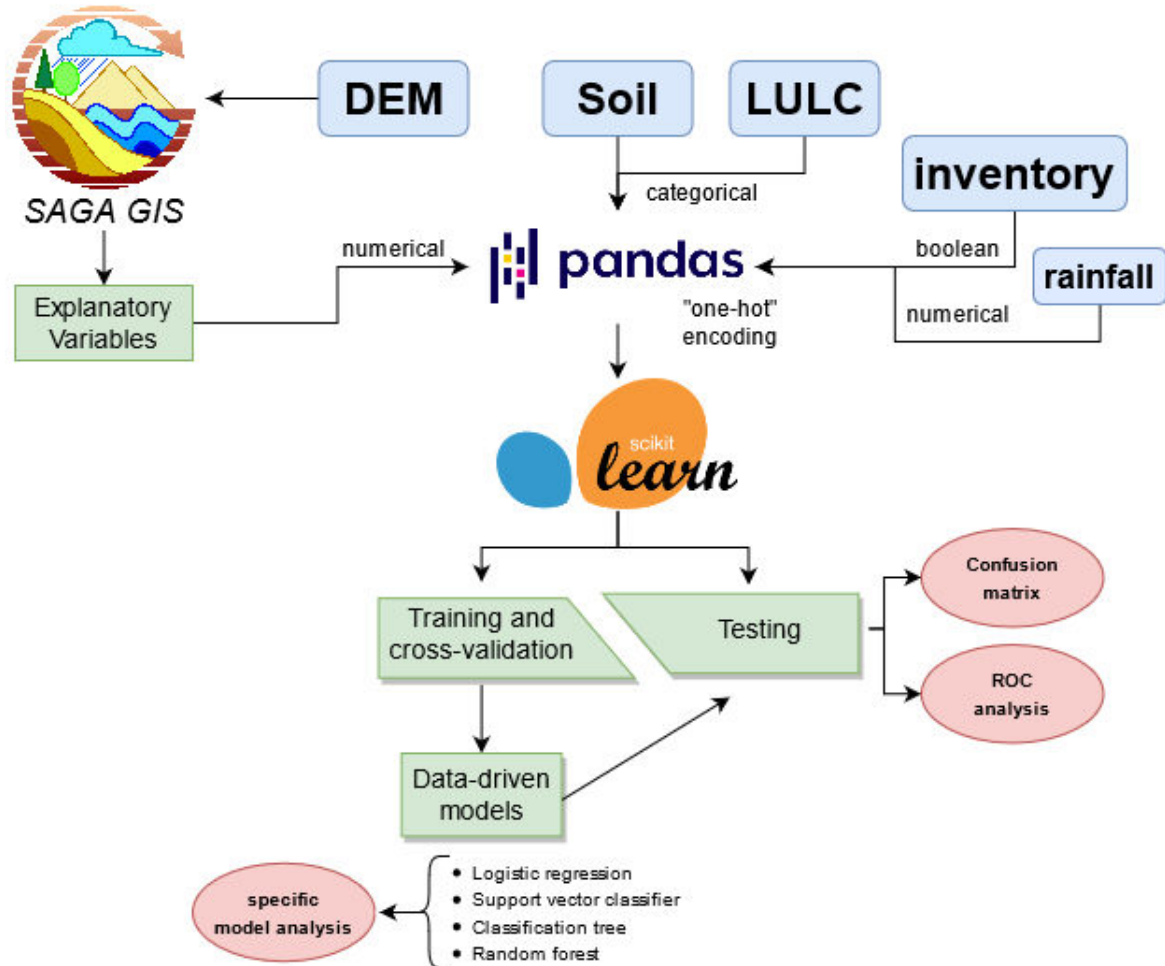 DEM
Soil
LULC
inventory
SAGA GIS
categorical
numerical
pandas
boolean
rainfall
Explanatory
Variables
"one-hot"
encoding
numerical
scikit
learn
Training and
cross-validation
Testing
Confusion
matrix
ROC
analysis
Data-driven
models
specific
model analysis
• Logistic regression
• Support vector classifier
• Classification tree
• Random forest